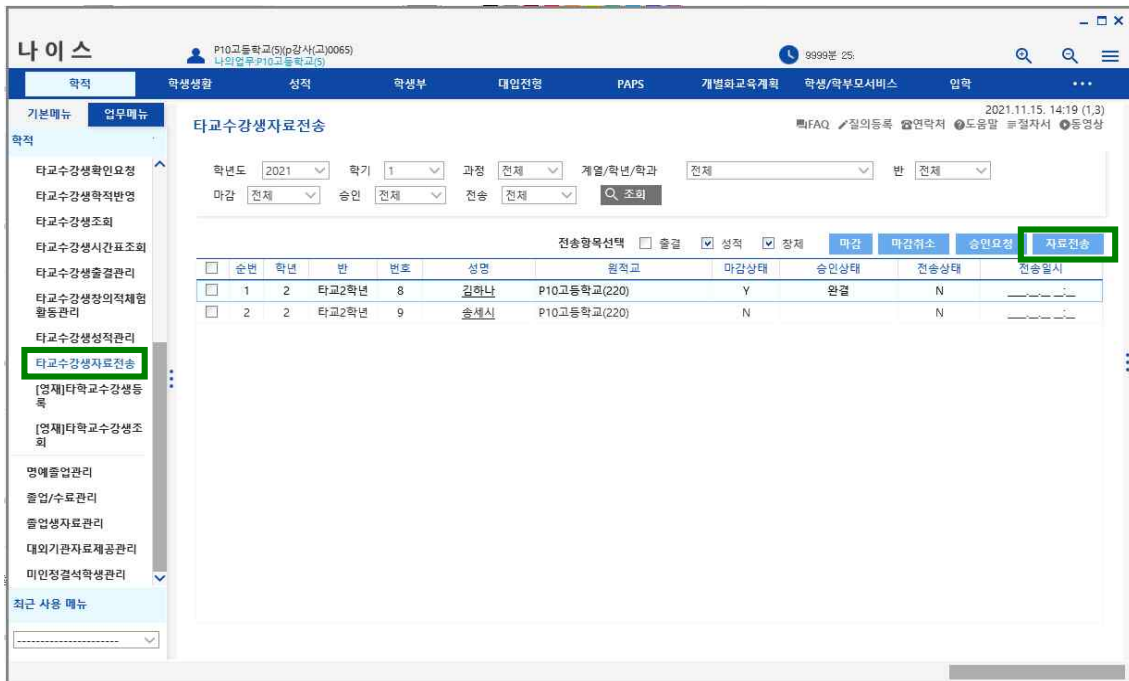 나이스
P10고등학교(5)(p강사(고)0065)
나의업무:P10고등학교(5)
9999분 25:
학적 학생생활 성적 학생부 대입전형 PAPS 개별화교육계획 학생/학부모서비스 입학 ...
기본메뉴 업무메뉴
학적
타교수강생확인요청
타교수강생학적반영
타교수강생조회
타교수강생시간표조회
타교수강생출결관리
타교수강생창의적체험
활동관리
타교수강생성적관리
타교수강생자료전송
[영재]타학교수강생등
록
[영재]타학교수강생조
회
명예졸업관리
졸업/수료관리
졸업생자료관리
대외기관자료제공관리
미인정결석학생관리
최근 사용 메뉴
----------------------
2021.11.15. 14:19 (1,3)
타교수강생자료전송 FAQ 질의등록 연락처 도움말 절차서 동영상
학년도 2021 학기 1 과정 전체 계열/학년/학과 전체 반 전체
마감 전체 승인 전체 전송 전체 조회
전송항목선택 출결 성적 창체 마감 마감취소 승인요청 자료전송
순번 학년 반 번호 성명 원적교 마감상태 승인상태 전송상태 전송일시
1 2 타교2학년 8 김하나 P10고등학교(220) Y 완결 N ____.__.__ __:__
2 2 타교2학년 9 송세시 P10고등학교(220) N N ____.__.__ __:__